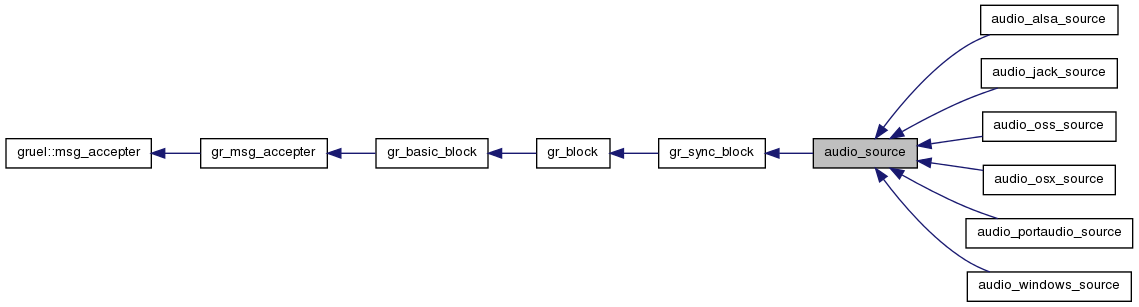 audio_alsa_source
audio_jack_source
audio_oss_source
gruel::msg_accepter
gr_msg_accepter
gr_basic_block
gr_block
gr_sync_block
audio_source
audio_osx_source
audio_portaudio_source
audio_windows_source